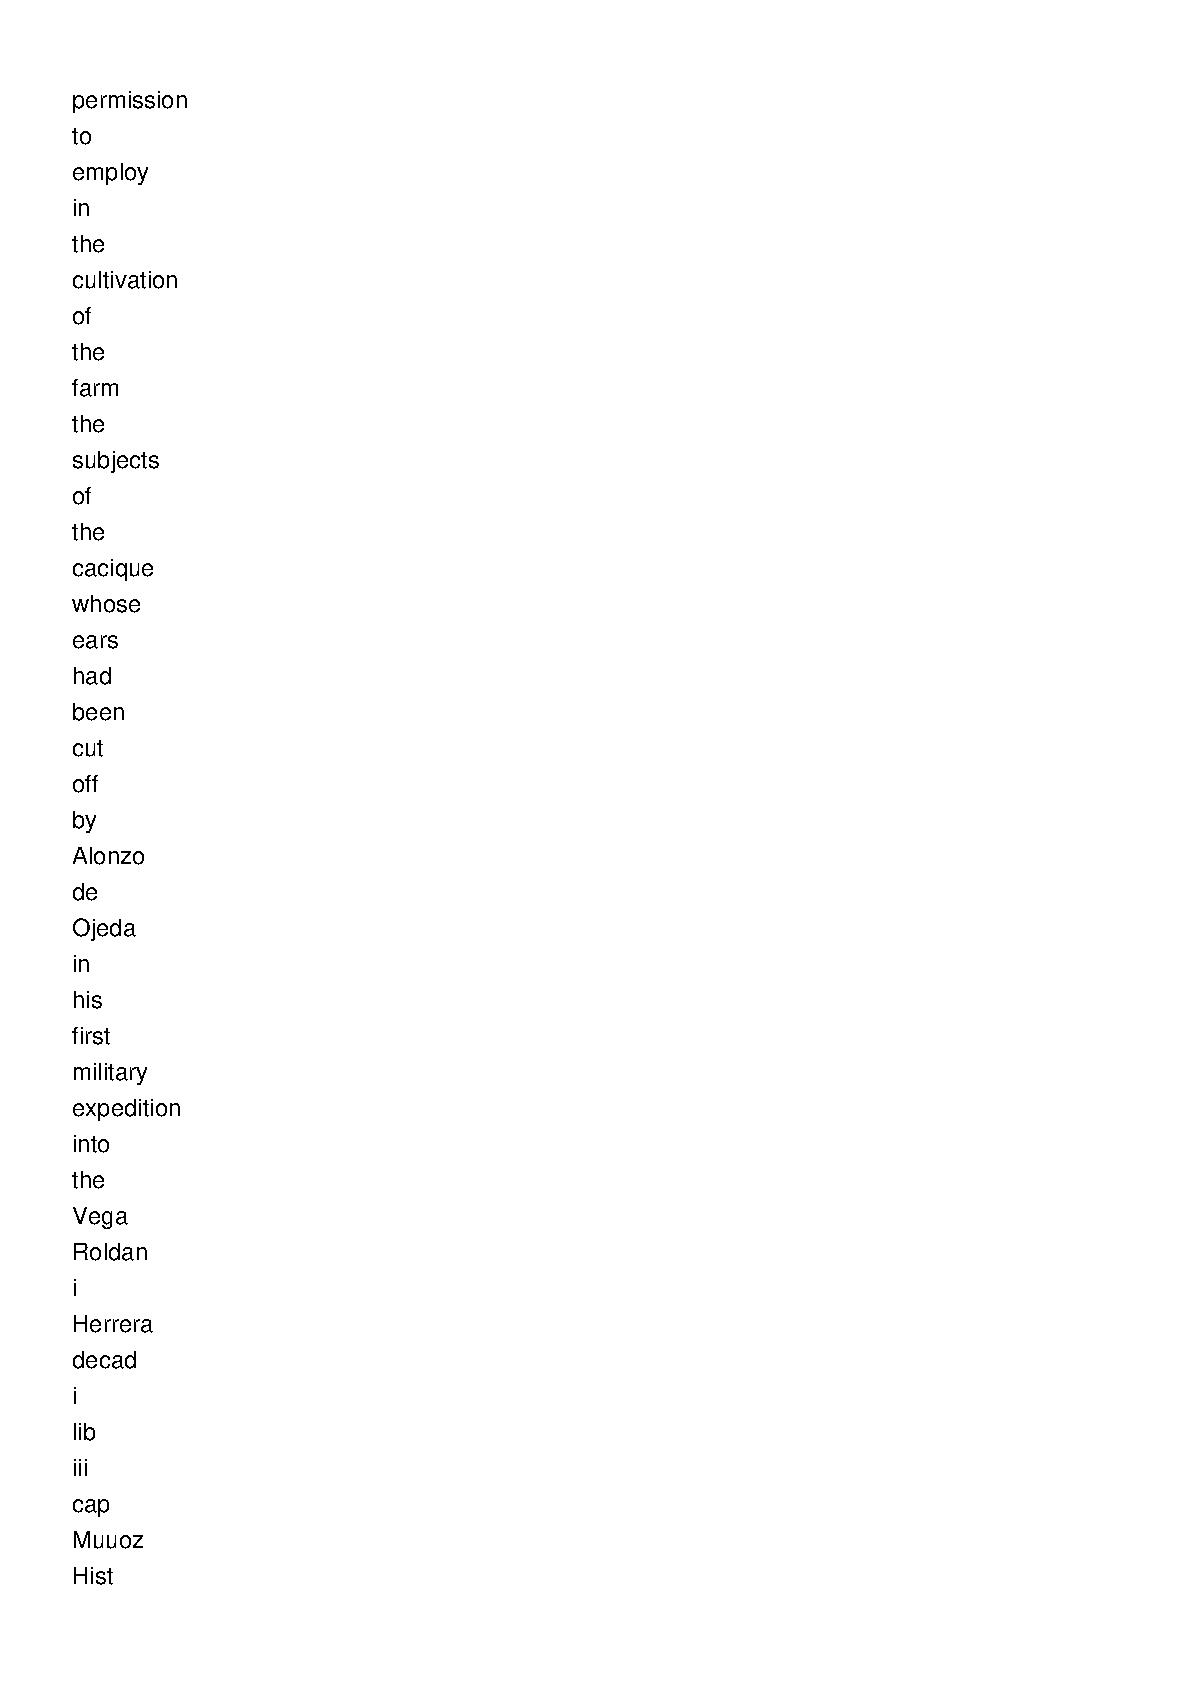 permission
to
employ
in
the
cultivation
of
the
farm
the
subjects
of
the
cacique
whose
ears
had
been
cut
off
by
Alonzo
de
Ojeda
in
his
first
military
expedition
into
the
Vega
Roldan
i
Herrera
decad
i
lib
iii
cap
Muuoz
Hist